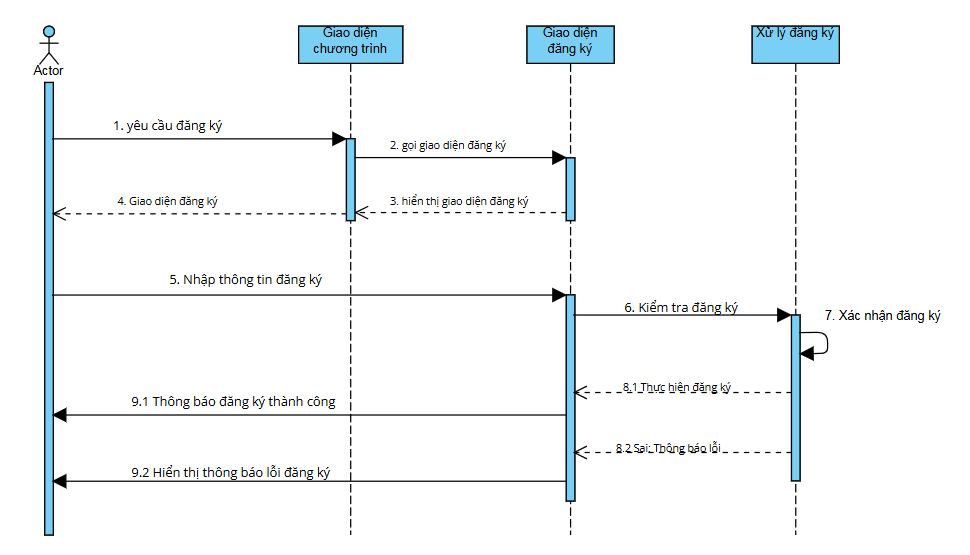 Giao diện
chương trình
Giao diện
đăng ký
Xử lý đăng ký
Actor
1. yêu cầu đăng ký
2. gọi giao diện đăng ký
4. Giao diện đăng ký
3. hiển thị giao diện đăng ký
5. Nhập thông tin đăng ký
6. Kiểm tra đăng ký
7. Xác nhận đăng ký
8.1 Thực hiện đăng ký
9.1 Thông báo đăng ký thành công
8.2 Sai: Thông báo lỗi
9.2 Hiển thị thông báo lỗi đăng ký